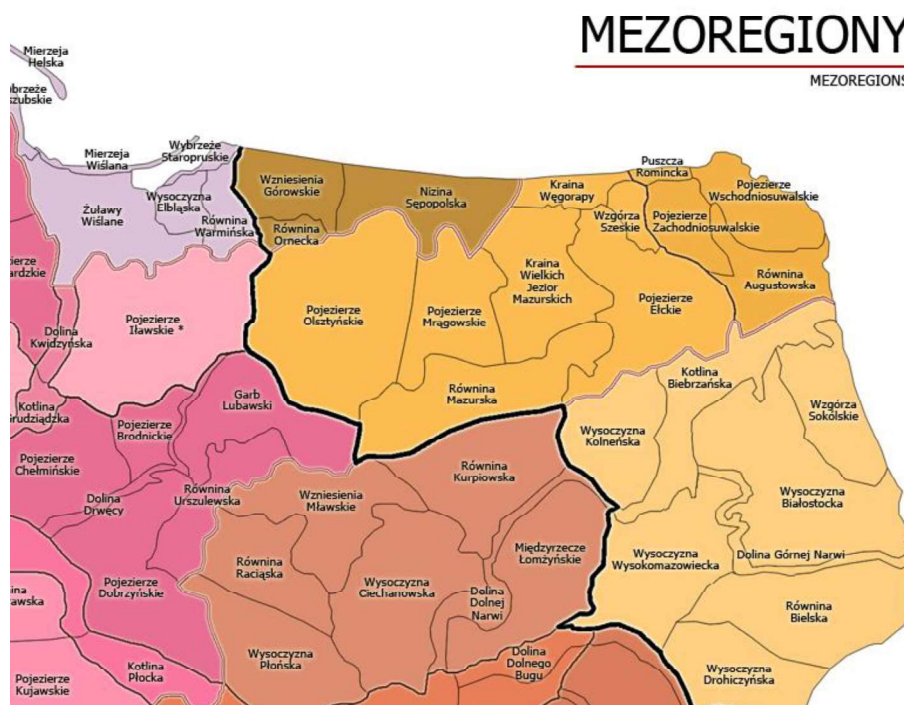 MEZOREGIONY
MEZOREGIONS
Mierzeja
Helska
Mierzeja
Wiślana
Wybrzeże
Staropruskie
Wysoczyzna
Elbląska
Żuławy
Wiślane
Równina
Warmińska
Wzniesienia
Górowskie
Równina
Ornecka
Nizina
Sępopolska
Kraina
Węgorapy
Puszcza
Romincka
Pojezierze
Wschodniosuwalskie
Wzgórza
Szeskie
Pojezierze
Zachodniosuwalskie
Równina
Augustowska
Kraina
Wielkich
Jezior
Mazurskich
Pojezierze
Ełckie
Pojezierze
Olsztyńskie
Pojezierze
Mrągowskie
Pojezierze
Iławskie *
Dolina
Kwidzyńska
Równina
Mazurska
Garb
Lubawski
Kotlina
Grudziądzka
Pojezierze
Brodnickie
Pojezierze
Chełmińskie
Dolina
Drwęcy
Równina
Urszulewska
Wzniesienia
Mławskie
Równina
Kurpiowska
Wysoczyzna
Kolneńska
Kotlina
Biebrzańska
Wzgórza
Sokólskie
Wysoczyzna
Białostocka
Dolina Górnej Narwi
Wysoczyzna
Wysokomazowiecka
Międzyrzecze
Łomżyńskie
Równina
Raciąska
Wysoczyzna
Ciechanowska
Dolina
Dolnej
Narwi
Pojezierze
Dobrzyńskie
Równina
Bielska
Wysoczyzna
Płońska
Dolina
Dolnego
Bugu
Wysoczyzna
Drohiczyńska
Kotlina
Płocka
Pojezierze
Kujawskie